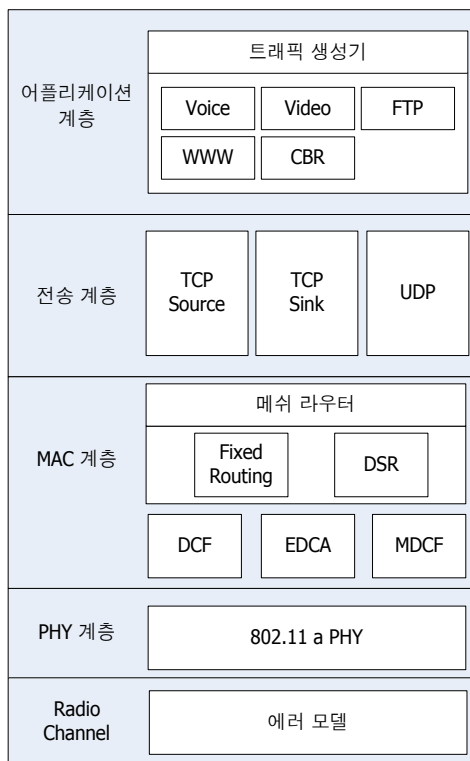 어플리케이션
계층
트래픽 생성기
Voice
Video
FTP
WWW
CBR
전송 계층
TCP
Source
TCP
Sink
UDP
MAC 계층
메쉬 라우터
Fixed
Routing
DSR
DCF
EDCA
MDCF
PHY 계층
802.11 a PHY
Radio
Channel
에러 모델